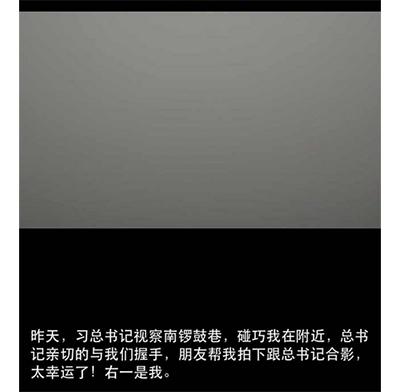 昨天，习总书记视察南锣鼓巷，碰巧我在附近，总书
记亲切的与我们握手，朋友帮我拍下跟总书记合影，
太幸运了！右一是我。